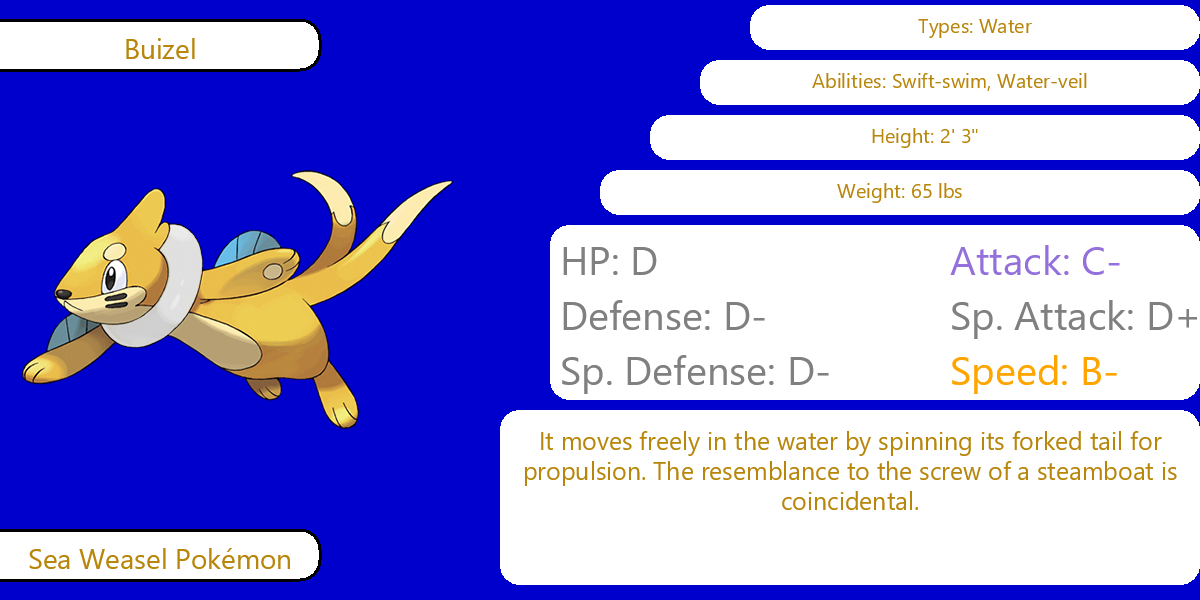 Buizel
Types: Water
Abilities: Swift-swim, Water-veil
Height: 2' 3"
Weight: 65 lbs
HP: D
Attack: C-
Defense: D-
Sp. Attack: D+
Sp. Defense: D-
Speed: B-
It moves freely in the water by spinning its forked tail for
propulsion. The resemblance to the screw of a steamboat is
coincidental.
Sea Weasel Pokémon